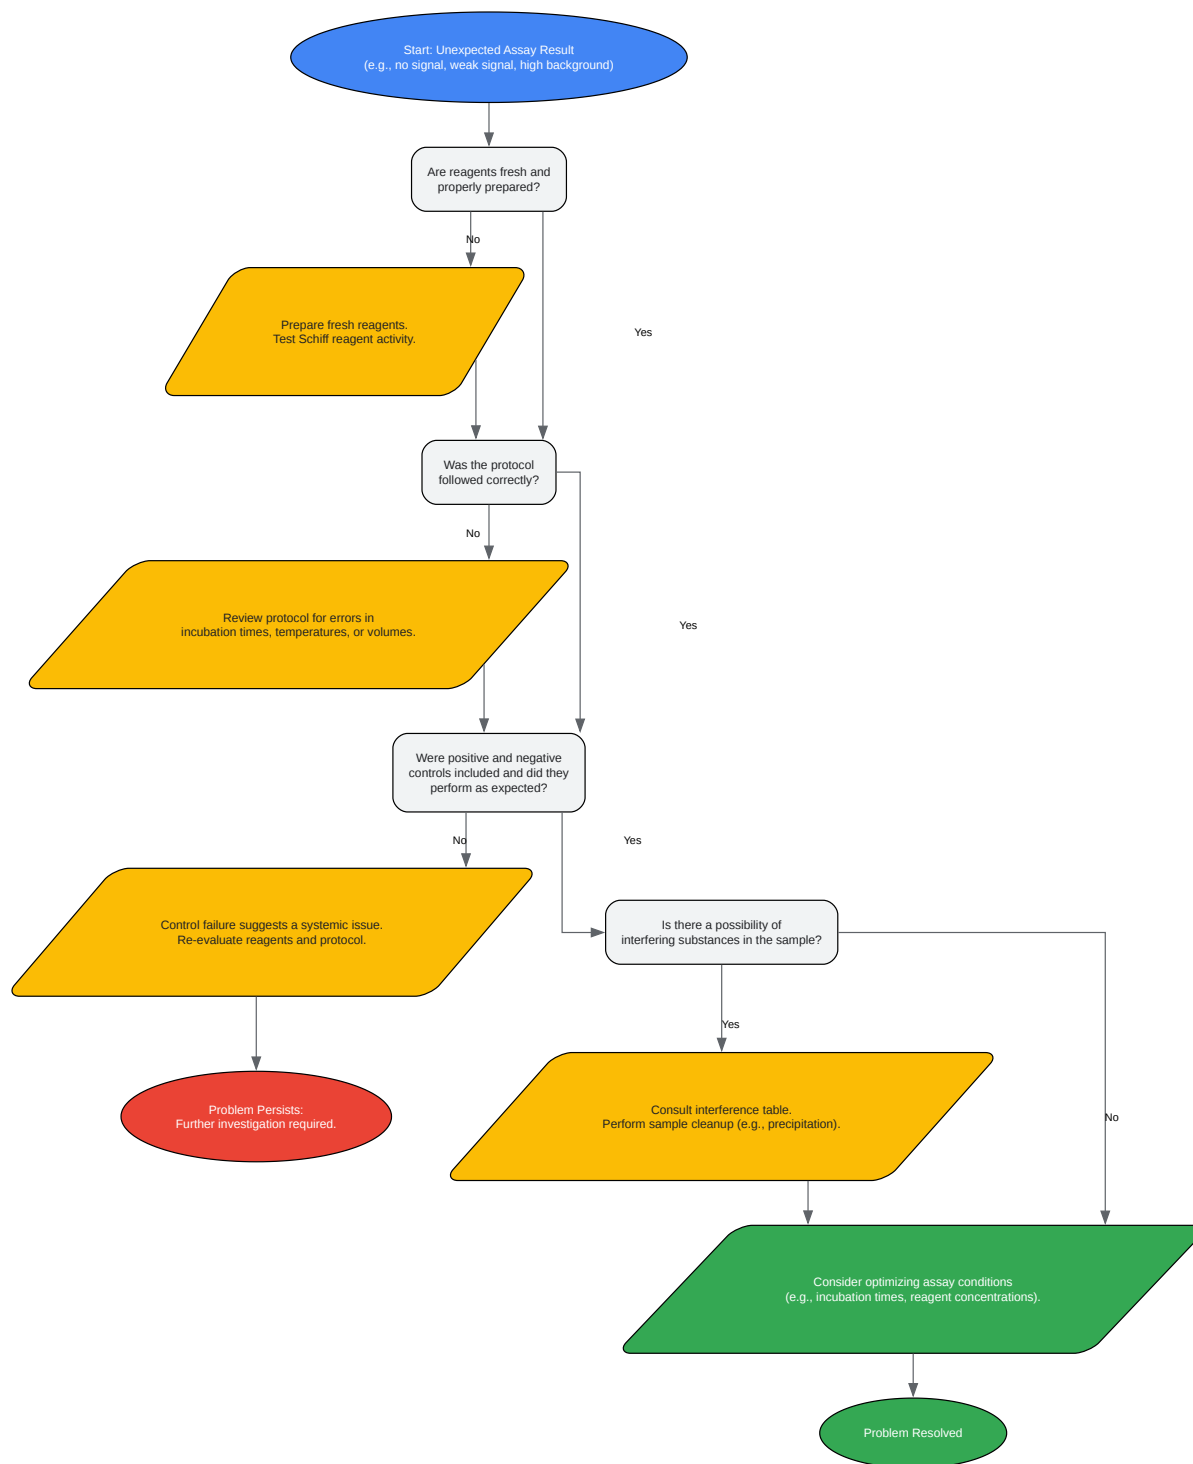 Start: Unexpected Assay Result
(e.g., no signal, weak signal, high background)
Are reagents fresh and
properly prepared?
No
Prepare fresh reagents.
Test Schiff reagent activity.
Yes
Was the protocol
followed correctly?
No
Review protocol for errors in
incubation times, temperatures, or volumes.
Yes
Were positive and negative
controls included and did they
perform as expected?
No
Yes
Control failure suggests a systemic issue.
Re-evaluate reagents and protocol.
Is there a possibility of
interfering substances in the sample?
Yes
Problem Persists:
Further investigation required.
Consult interference table.
Perform sample cleanup (e.g., precipitation).
No
Consider optimizing assay conditions
(e.g., incubation times, reagent concentrations).
Problem Resolved